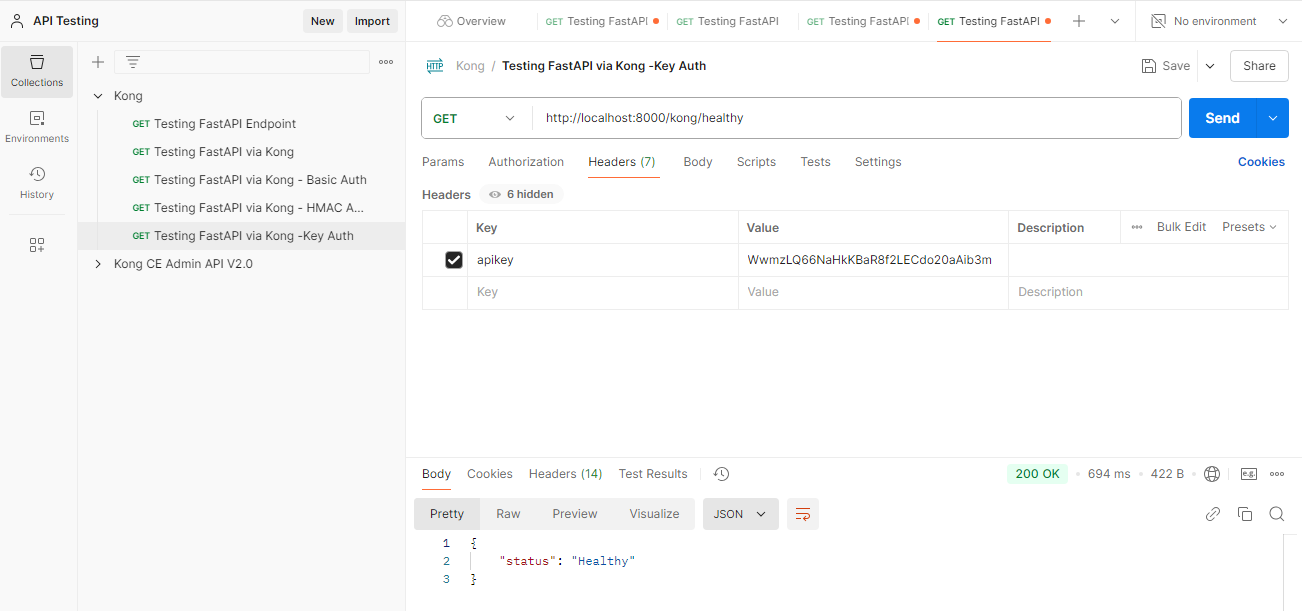 API Testing
New
Import
Overview
GET Testing FastAPI
GET Testing FastAPI
GET Testing FastAPI
GET Testing FastAPI
No environment
Collections
Environments
History
Kong
GET Testing FastAPI Endpoint
GET Testing FastAPI via Kong
GET Testing FastAPI via Kong - Basic Auth
GET Testing FastAPI via Kong - HMAC A...
GET Testing FastAPI via Kong -Key Auth
Kong CE Admin API V2.0
HTTP Kong / Testing FastAPI via Kong -Key Auth
Save
Share
GET
http://localhost:8000/kong/healthy
Send
Params
Authorization
Headers (7)
Body
Scripts
Tests
Settings
Cookies
Headers
6 hidden
Key
Value
Description
Bulk Edit
Presets
apikey
WwmzLQ66NaHkKBaR8f2LECdo20aAib3m
Key
Value
Description
Body
Cookies
Headers (14)
Test Results
200 OK
694 ms
422 B
e.g.
Pretty
Raw
Preview
Visualize
JSON
1 {
2 "status": "Healthy"
3 }